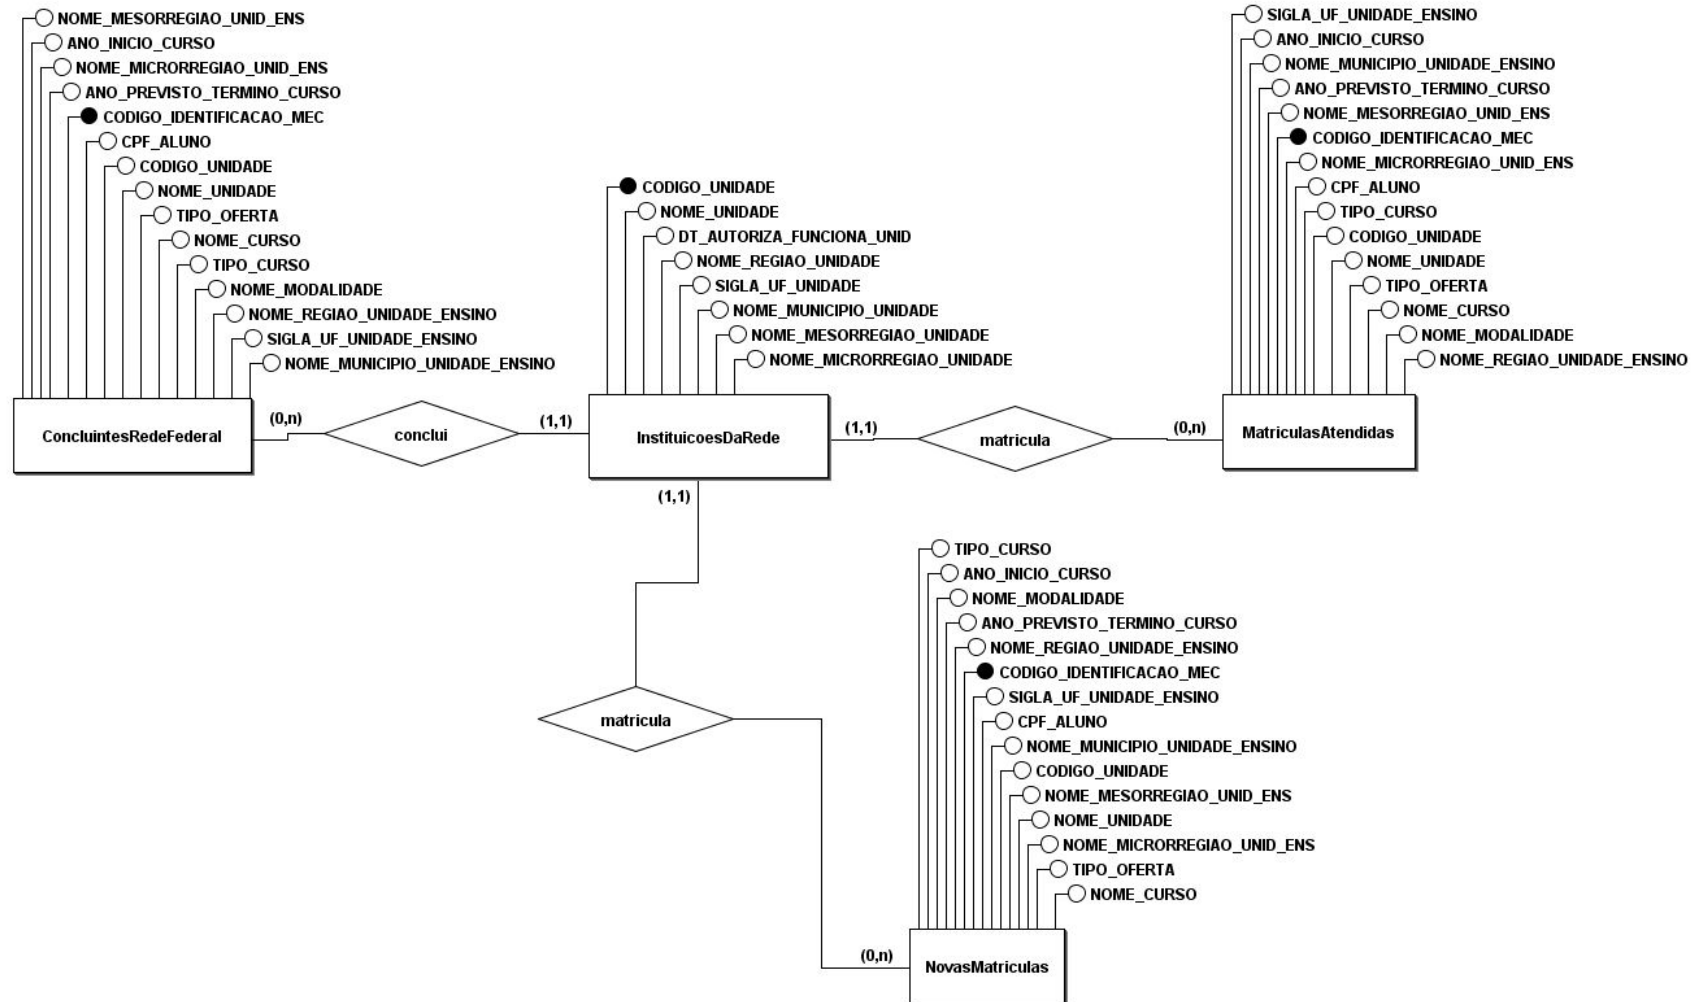 NOME_MESORREGIAO_UNID_ENS
ANO_INICIO_CURSO
NOME_MICRORREGIAO_UNID_ENS
ANO_PREVISTO_TERMINO_CURSO
CODIGO_IDENTIFICACAO_MEC
CPF_ALUNO
CODIGO_UNIDADE
NOME_UNIDADE
TIPO_OFERTA
NOME_CURSO
TIPO_CURSO
NOME_MODALIDADE
NOME_REGIAO_UNIDADE_ENSINO
SIGLA_UF_UNIDADE_ENSINO
NOME_MUNICIPIO_UNIDADE_ENSINO
ConcluintesRedeFederal
(0,n)
conclui
(1,1)
CODIGO_UNIDADE
NOME_UNIDADE
DT_AUTORIZA_FUNCIONA_UNID
NOME_REGIAO_UNIDADE
SIGLA_UF_UNIDADE
NOME_MUNICIPIO_UNIDADE
NOME_MESORREGIAO_UNIDADE
NOME_MICRORREGIAO_UNIDADE
InstituicoesDaRede
(1,1)
matricula
(0,n)
SIGLA_UF_UNIDADE_ENSINO
ANO_INICIO_CURSO
NOME_MUNICIPIO_UNIDADE_ENSINO
ANO_PREVISTO_TERMINO_CURSO
NOME_MESORREGIAO_UNID_ENS
CODIGO_IDENTIFICACAO_MEC
NOME_MICRORREGIAO_UNID_ENS
CPF_ALUNO
TIPO_CURSO
CODIGO_UNIDADE
NOME_UNIDADE
TIPO_OFERTA
NOME_CURSO
NOME_MODALIDADE
NOME_REGIAO_UNIDADE_ENSINO
MatriculasAtendidas
(1,1)
matricula
(0,n)
TIPO_CURSO
ANO_INICIO_CURSO
NOME_MODALIDADE
ANO_PREVISTO_TERMINO_CURSO
NOME_REGIAO_UNIDADE_ENSINO
CODIGO_IDENTIFICACAO_MEC
SIGLA_UF_UNIDADE_ENSINO
CPF_ALUNO
NOME_MUNICIPIO_UNIDADE_ENSINO
CODIGO_UNIDADE
NOME_MESORREGIAO_UNID_ENS
NOME_UNIDADE
NOME_MICRORREGIAO_UNID_ENS
TIPO_OFERTA
NOME_CURSO
NovasMatriculas